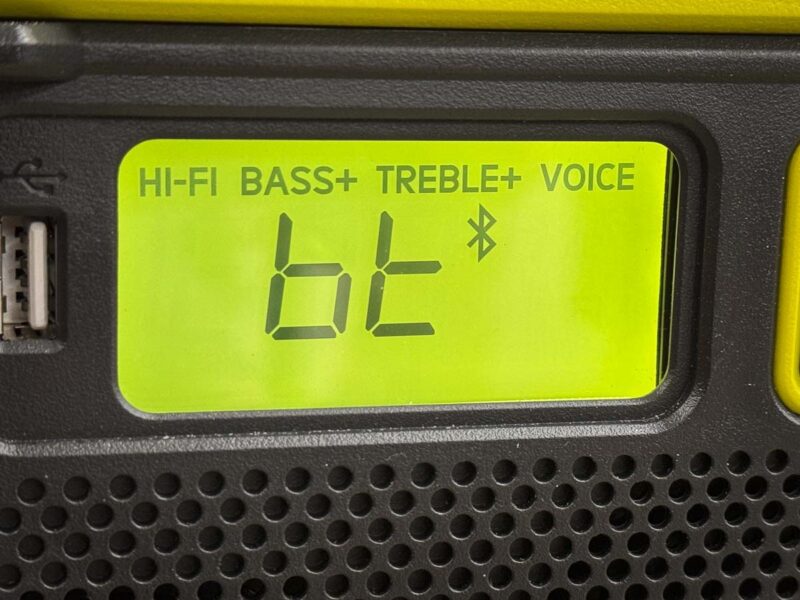 HI-FI BASS+ TREBLE+ VOICE
bt